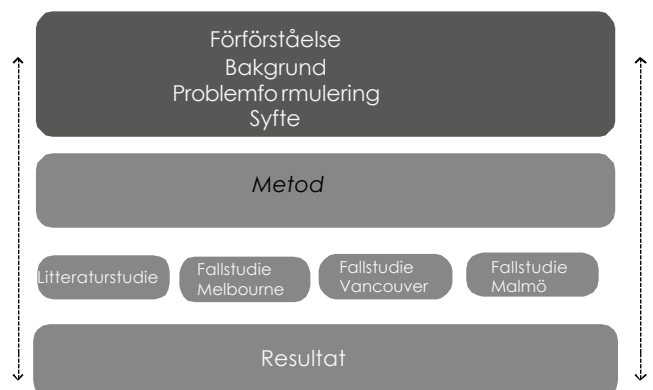 Förförståelse
Bakgrund
Problemfo rmulering
Syfte
Metod
Litteraturstudie
Fallstudie
Melbourne
Fallstudie
Vancouver
Fallstudie
Malmö
Resultat